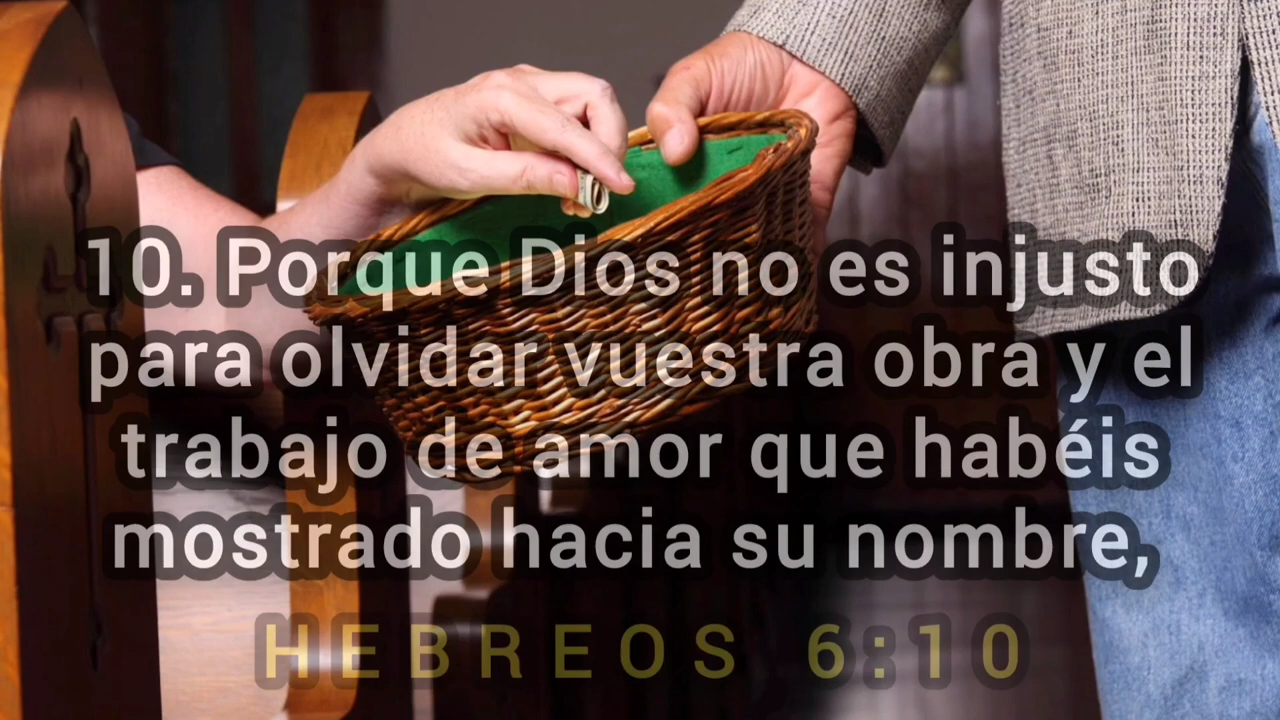 10. Porque Dios no es injusto
para olvidar vuestra obra y el
trabajo de amor que habéis
mostrado hacia su nombre,
HEBREOS 6:10